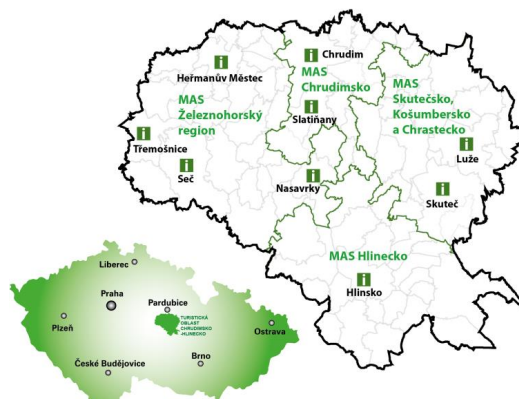 Chrudim
Heřmanův Městec
MAS
Chrudimsko
MAS
Skutečsko,
Košumbersko
a Chrastecko
MAS
Železnohorský
region
Slatiňany
Třemošnice
Luže
Seč
Nasavrky
Skuteč
MAS Hlinecko
Hlinsko
Liberec
Praha
Pardubice
TURISTICKÁ
OBLAST
CHRUDIMSKO
-HLINECKO
Plzeň
Ostrava
České Budějovice
Brno